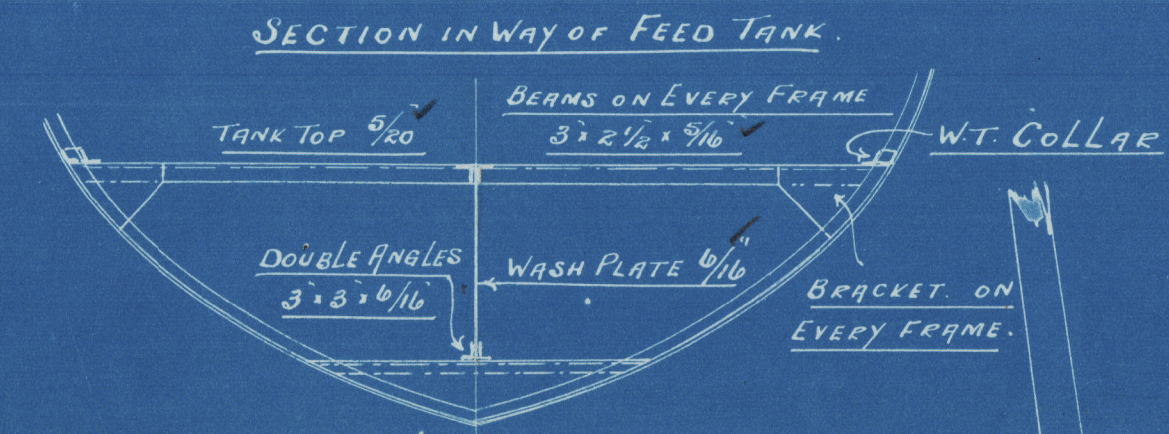 SECTION IN WAY OF FEED TANK.
BEAMS ON EVERY FRAME
3" x 2 1/2 x 5/16"
TANK TOP 5/20"
W.T. COLLAR
DOUBLE ANGLES
3" x 3" x 6/16"
WASH PLATE 6/16"
BRACKET. ON
EVERY FRAME.